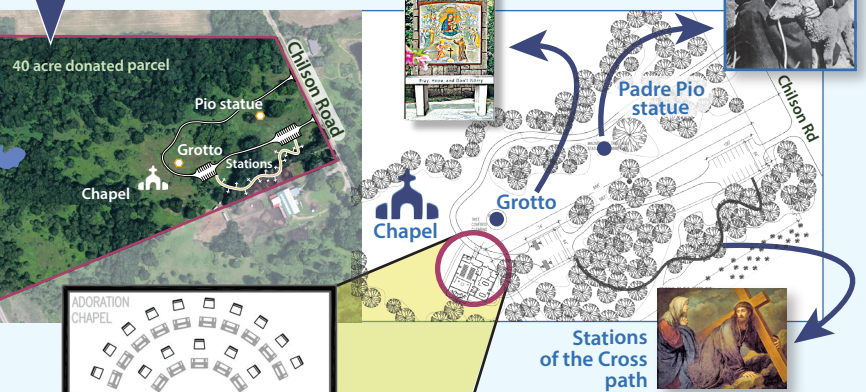 40 acre donated parcel
Chilson Road
Pio statue
Grotto
Stations
Chapel
Pray, Hope, and Don't Worry
Padre Pio
statue
Chilson Rd
Grotto
Chapel
Stations
of the Cross
path
ADORATION
CHAPEL